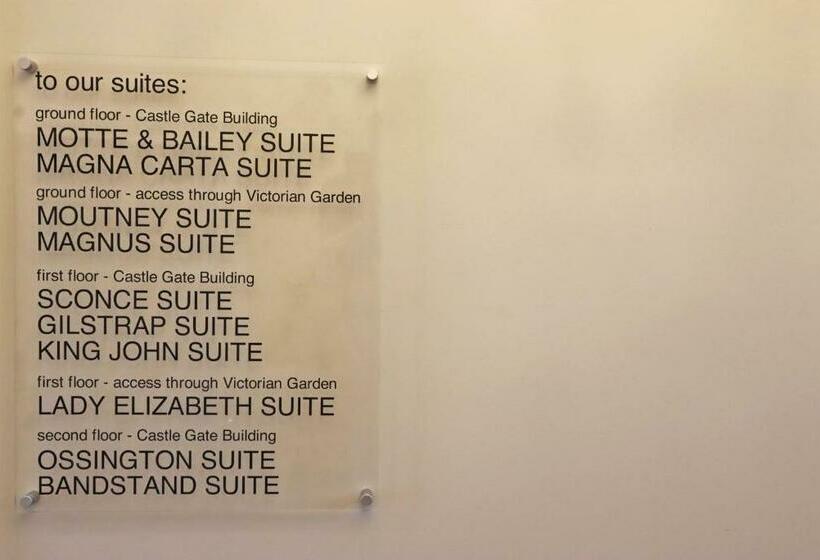 to our suites:
ground floor - Castle Gate Building
MOTTE & BAILEY SUITE
MAGNA CARTA SUITE
ground floor - access through Victorian Garden
MOUTNEY SUITE
MAGNUS SUITE
first floor - Castle Gate Building
SCONCE SUITE
GILSTRAP SUITE
KING JOHN SUITE
first floor - access through Victorian Garden
LADY ELIZABETH SUITE
second floor - Castle Gate Building
OSSINGTON SUITE
BANDSTAND SUITE